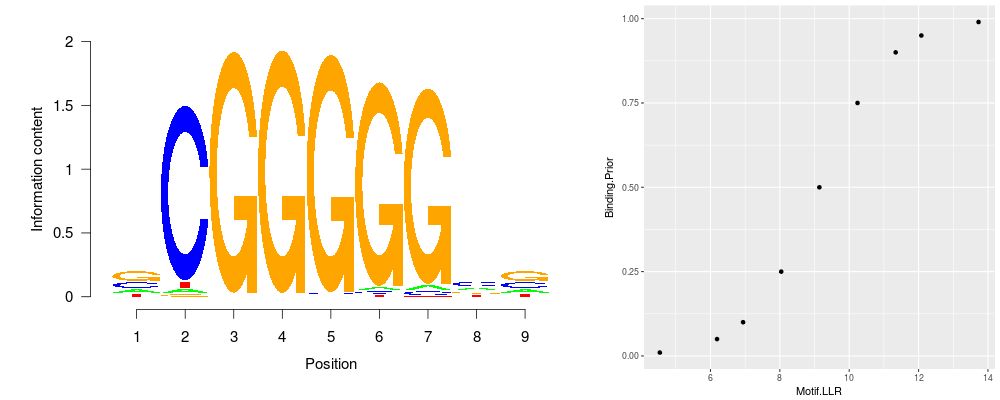 2
1.5
1
0.5
0
Information content
G C G G G G G C G
1 2 3 4 5 6 7 8 9
Position
1.00
0.75
0.50
0.25
0.00
Binding.Prior
6 8 10 12 14
Motif.LLR